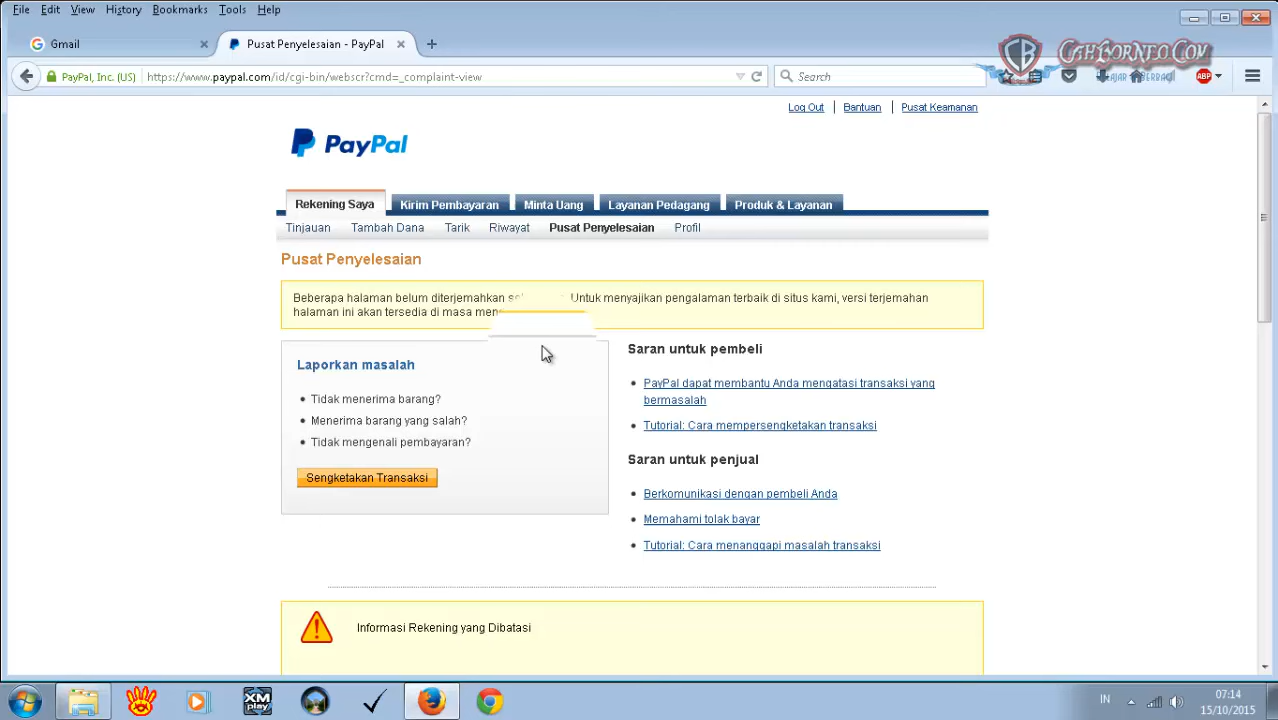 File Edit View History Bookmarks Tools Help
Gmail
Pusat Penyelesaian - PayPal
CahBorneo.Com
PayPal, Inc. (US)
https://www.paypal.com/id/cgi-bin/webscr?cmd=_complaint-view
Search
ABP
Log Out Bantuan Pusat Keamanan
PayPal
Rekening Saya Kirim Pembayaran Minta Uang Layanan Pedagang Produk & Layanan
Tinjauan Tambah Dana Tarik Riwayat Pusat Penyelesaian Profil
Pusat Penyelesaian
Beberapa halaman belum diterjemahkan Untuk menyajikan pengalaman terbaik di situs kami, versi terjemahan
halaman ini akan tersedia di masa
Laporkan masalah
Tidak menerima barang?
Menerima barang yang salah?
Tidak mengenali pembayaran?
Sengketakan Transaksi
Saran untuk pembeli
PayPal dapat membantu Anda mengatasi transaksi yang
bermasalah
Tutorial: Cara mempersengketakan transaksi
Saran untuk penjual
Berkomunikasi dengan pembeli Anda
Memahami tolak bayar
Tutorial: Cara menanggapi masalah transaksi
Informasi Rekening yang Dibatasi
XM
play
IN
07:14
15/10/2015